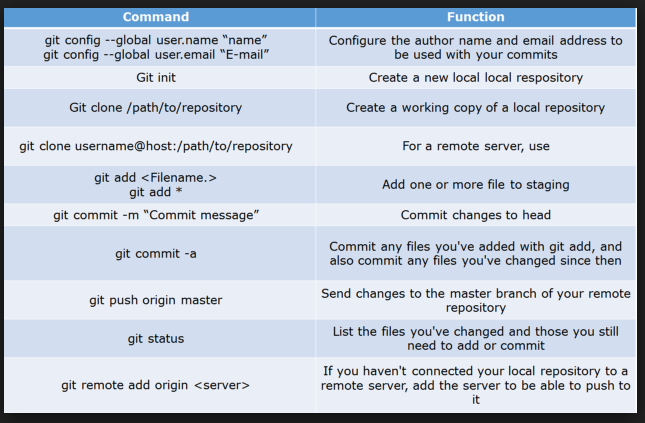 Command
Function
git config --global user.name “name”
git config --global user.email “E-mail”
Configure the author name and email address to
be used with your commits
Git init
Create a new local local respository
Git clone /path/to/repository
Create a working copy of a local repository
git clone username@host:/path/to/repository
For a remote server, use
git add <Filename.>
git add *
Add one or more file to staging
git commit -m “Commit message”
Commit changes to head
git commit -a
Commit any files you've added with git add, and
also commit any files you've changed since then
git push origin master
Send changes to the master branch of your remote
repository
git status
List the files you've changed and those you still
need to add or commit
git remote add origin <server>
If you haven't connected your local repository to a
remote server, add the server to be able to push to
it